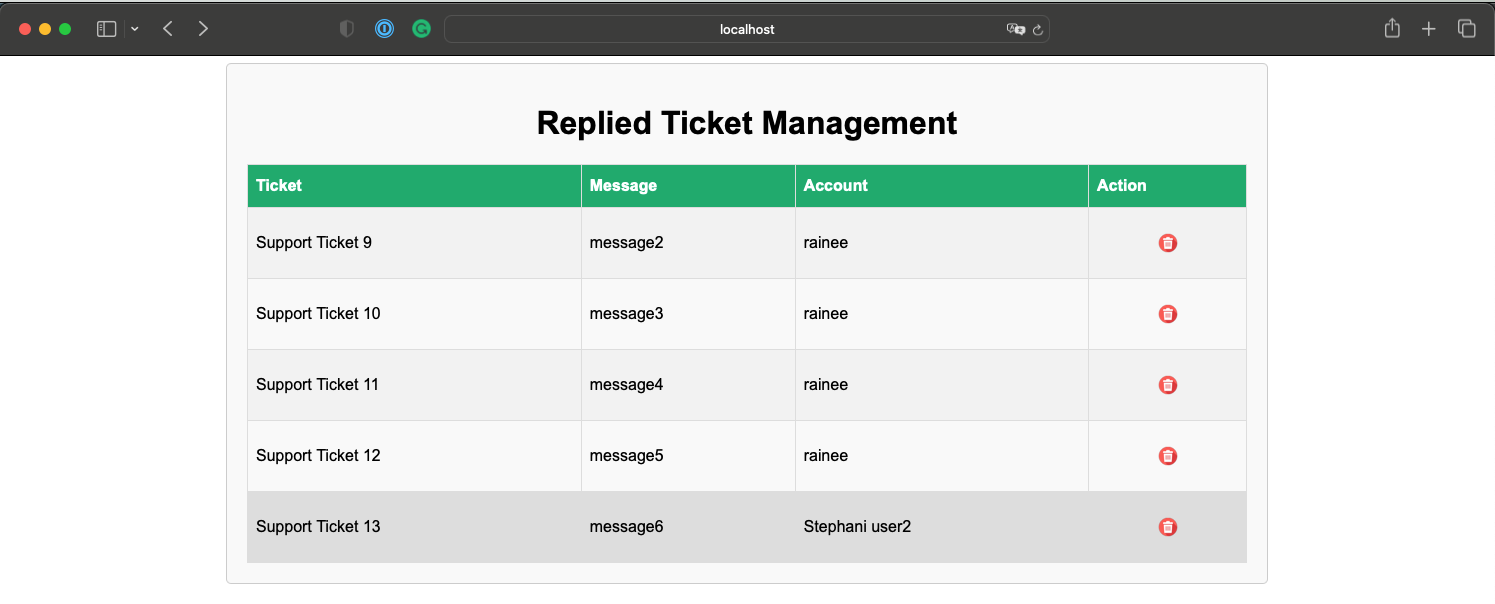 localhost
Replied Ticket Management
Ticket Message Account Action
Support Ticket 9 message2 rainee
Support Ticket 10 message3 rainee
Support Ticket 11 message4 rainee
Support Ticket 12 message5 rainee
Support Ticket 13 message6 Stephani user2